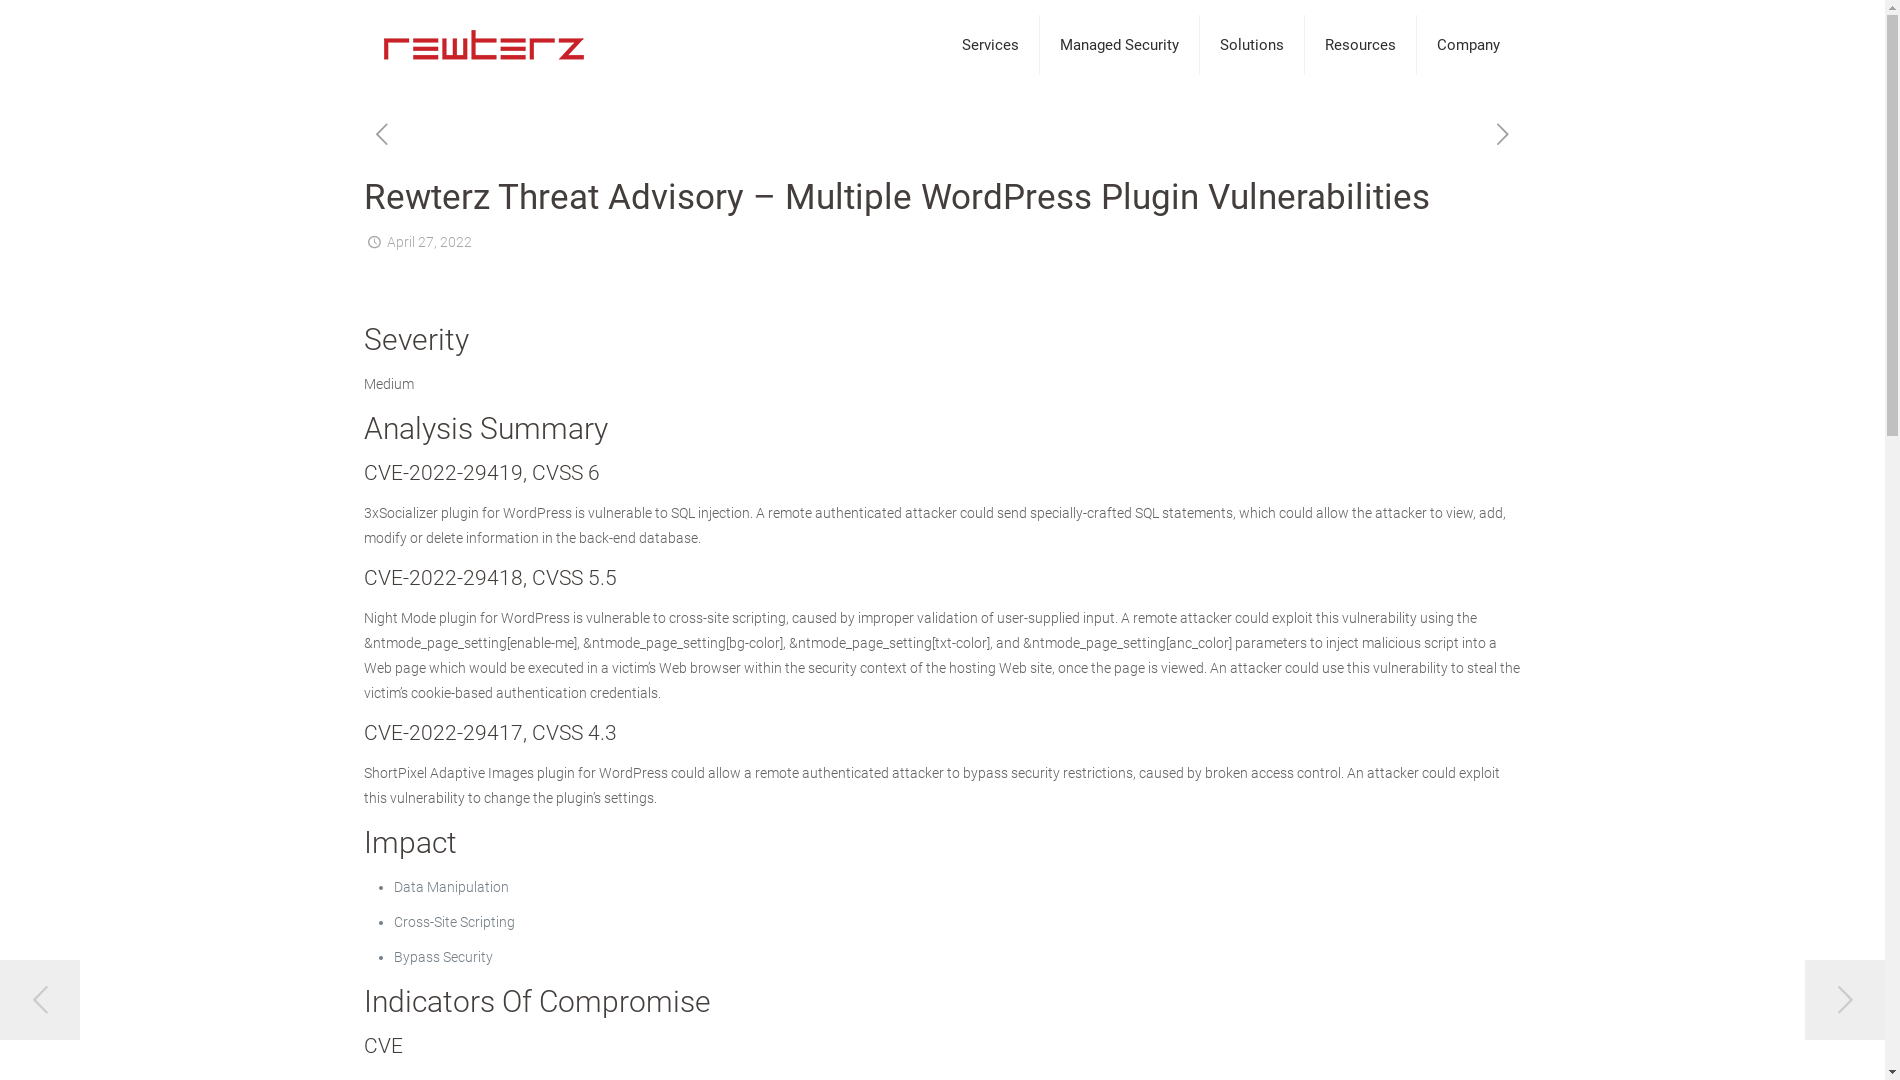 rewterz
Services
Managed Security
Solutions
Resources
Company
Rewterz Threat Advisory – Multiple WordPress Plugin Vulnerabilities
April 27, 2022
Severity
Medium
Analysis Summary
CVE-2022-29419, CVSS 6
3xSocializer plugin for WordPress is vulnerable to SQL injection. A remote authenticated attacker could send specially-crafted SQL statements, which could allow the attacker to view, add,
modify or delete information in the back-end database.
CVE-2022-29418, CVSS 5.5
Night Mode plugin for WordPress is vulnerable to cross-site scripting, caused by improper validation of user-supplied input. A remote attacker could exploit this vulnerability using the
&ntmode_page_setting[enable-me], &ntmode_page_setting[bg-color], &ntmode_page_setting[txt-color], and &ntmode_page_setting[anc_color] parameters to inject malicious script into a
Web page which would be executed in a victim’s Web browser within the security context of the hosting Web site, once the page is viewed. An attacker could use this vulnerability to steal the
victim’s cookie-based authentication credentials.
CVE-2022-29417, CVSS 4.3
ShortPixel Adaptive Images plugin for WordPress could allow a remote authenticated attacker to bypass security restrictions, caused by broken access control. An attacker could exploit
this vulnerability to change the plugin’s settings.
Impact
• Data Manipulation
• Cross-Site Scripting
• Bypass Security
Indicators Of Compromise
CVE